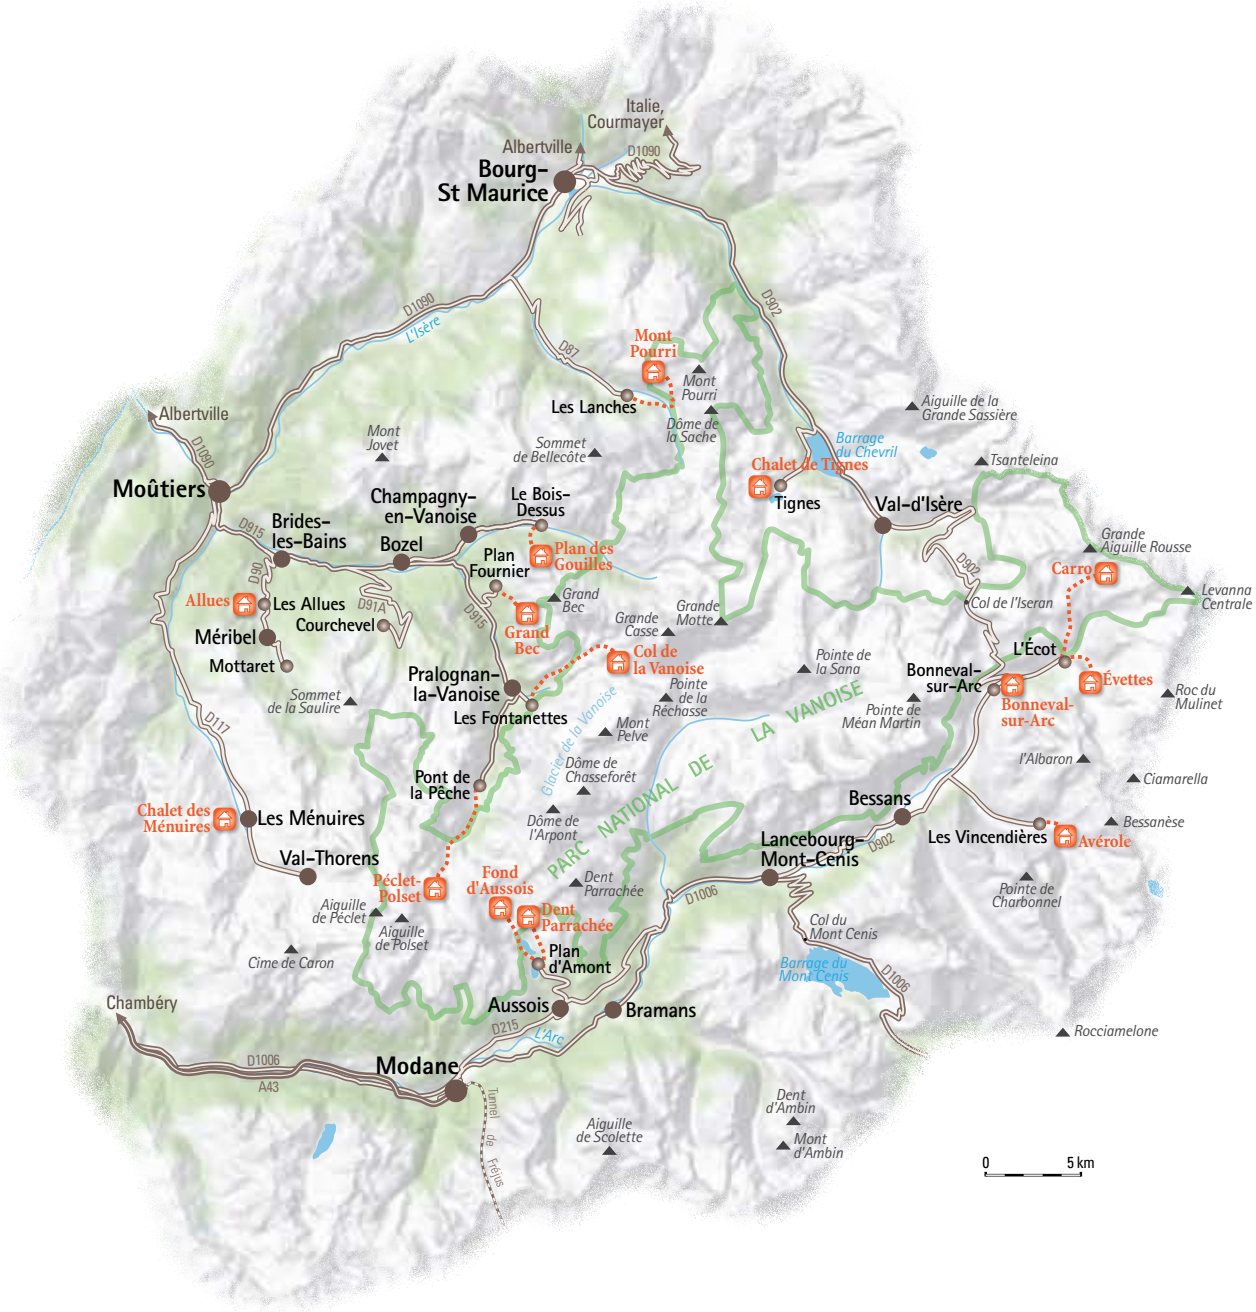 Italie,
Courmayer
Albertville
D1090
Bourg-
St Maurice
D1090
L'Isère
D902
D87
Mont
Pourri
Mont
Pourri
Les Lanches
Dôme de
la Sache
Albertville
D1090
Mont
Jovet
Sommet
de Bellecôte
Aiguille de la
Grande Sassière
Barrage
du Chevril
Chalet de Tignes
Tignes
Tsanteleina
Moûtiers
Champagny-
en-Vanoise
Le Bois-
Dessus
Val-d'Isère
D915
Brides-
les-Bains
Bozel
Plan
Fournier
Plan des
Gouilles
Grande
Aiguille Rousse
D902
Carro
Levanna
Centrale
D90
Allues
Les Allues
D91A
Courchevel
D915
Grand
Bec
Grand
Bec
Grande
Casse
Grande
Motte
Col de l'Iseran
Méribel
Mottaret
L'Écot
Col de
la Vanoise
Pointe de
la Sana
Bonneval-
sur-Arc
Évettes
Pralognan-
la-Vanoise
Les Fontanettes
Sommet
de la Saulire
Pointe
de la
Réchasse
Pointe de
Méan Martin
Bonneval-
sur-Arc
Roc du
Mulinet
D117
Glacier de la Vanoise
Mont
Pelve
PARC NATIONAL DE LA VANOISE
l'Albaron
Ciamarella
Pont de
la Pêche
Dôme de
Chasseforêt
Dôme de
l'Arpont
Chalet des
Ménuires
Les Ménuires
Val-Thorens
Bessans
Bessanèse
Les Vincendières
Avérole
D902
Lancebourg-
Mont-Cenis
Péclet-
Polset
Fond
d'Aussois
Dent
Parrachée
Dent
Parrachée
D1006
Pointe de
Charbonnel
Aiguille
de Péclet
Aiguille
de Polset
Cime de Caron
Plan
d'Amont
Col du
Mont Cenis
Barrage du
Mont Cenis
D1006
Chambéry
Aussois
Bramans
D215
L'Arc
Rocciamelone
D1006
A43
Modane
Tunnel de Fréjus
Aiguille
de Scolette
Dent
d'Ambin
Mont
d'Ambin
0 5 km